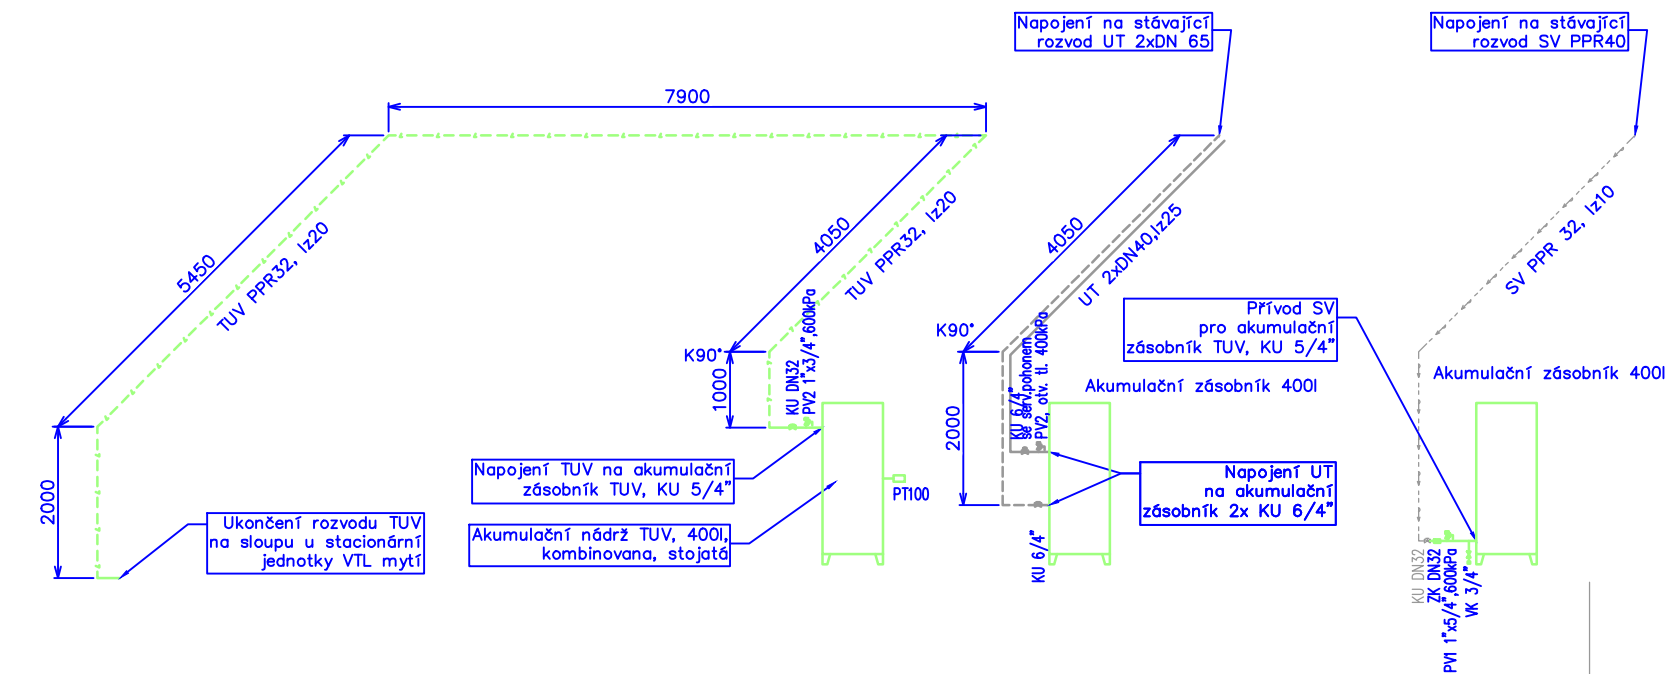 Napojení na stávající
rozvod UT 2xDN 65
Napojení na stávající
rozvod SV PPR40
7900
5450
TUV PPR32, Iz20
4050
TUV PPR32, Iz20
4050
UT 2xDN40,Iz25
SV PPR 32, Iz10
K90°
1000
KU DN32
PV2 1"x3/4",600kPa
K90°
2000
KU 6/4"
se serv.pohonem
PV2, otv. tl. 400kPa
Přívod SV
pro akumulační
zásobník TUV, KU 5/4"
Akumulační zásobník 400l
Akumulační zásobník 400l
Napojení TUV na akumulační
zásobník TUV, KU 5/4"
PT100
Napojení UT
na akumulační
zásobník 2x KU 6/4"
2000
Ukončení rozvodu TUV
na sloupu u stacionární
jednotky VTL mytí
Akumulační nádrž TUV, 400l,
kombinovana, stojatá
KU 6/4"
KU DN32
ZK DN32
PV1 1"x5/4",600kPa
VK 3/4"